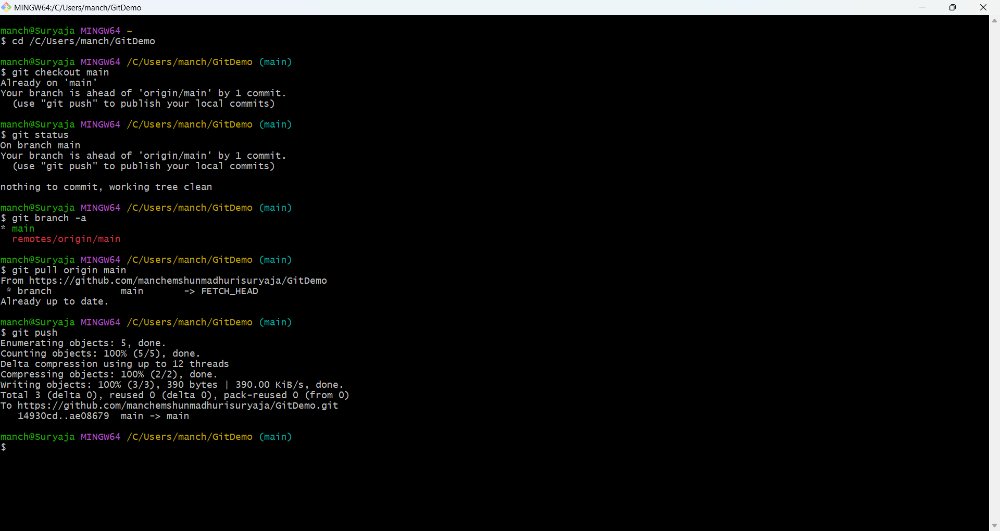 MINGW64:/C/Users/manch/GitDemo
manch@Suryaja MINGW64 ~
$ cd /C/Users/manch/GitDemo
manch@Suryaja MINGW64 /C/Users/manch/GitDemo (main)
$ git checkout main
Already on 'main'
Your branch is ahead of 'origin/main' by 1 commit.
  (use "git push" to publish your local commits)
manch@Suryaja MINGW64 /C/Users/manch/GitDemo (main)
$ git status
On branch main
Your branch is ahead of 'origin/main' by 1 commit.
  (use "git push" to publish your local commits)
nothing to commit, working tree clean
manch@Suryaja MINGW64 /C/Users/manch/GitDemo (main)
$ git branch -a
* main
  remotes/origin/main
manch@Suryaja MINGW64 /C/Users/manch/GitDemo (main)
$ git pull origin main
From https://github.com/manchemshunmadhurisuryaja/GitDemo
 * branch            main       -> FETCH_HEAD
Already up to date.
manch@Suryaja MINGW64 /C/Users/manch/GitDemo (main)
$ git push
Enumerating objects: 5, done.
Counting objects: 100% (5/5), done.
Delta compression using up to 12 threads
Compressing objects: 100% (2/2), done.
Writing objects: 100% (3/3), 390 bytes | 390.00 KiB/s, done.
Total 3 (delta 0), reused 0 (delta 0), pack-reused 0 (from 0)
To https://github.com/manchemshunmadhurisuryaja/GitDemo.git
   14930cd..ae08679  main -> main
manch@Suryaja MINGW64 /C/Users/manch/GitDemo (main)
$